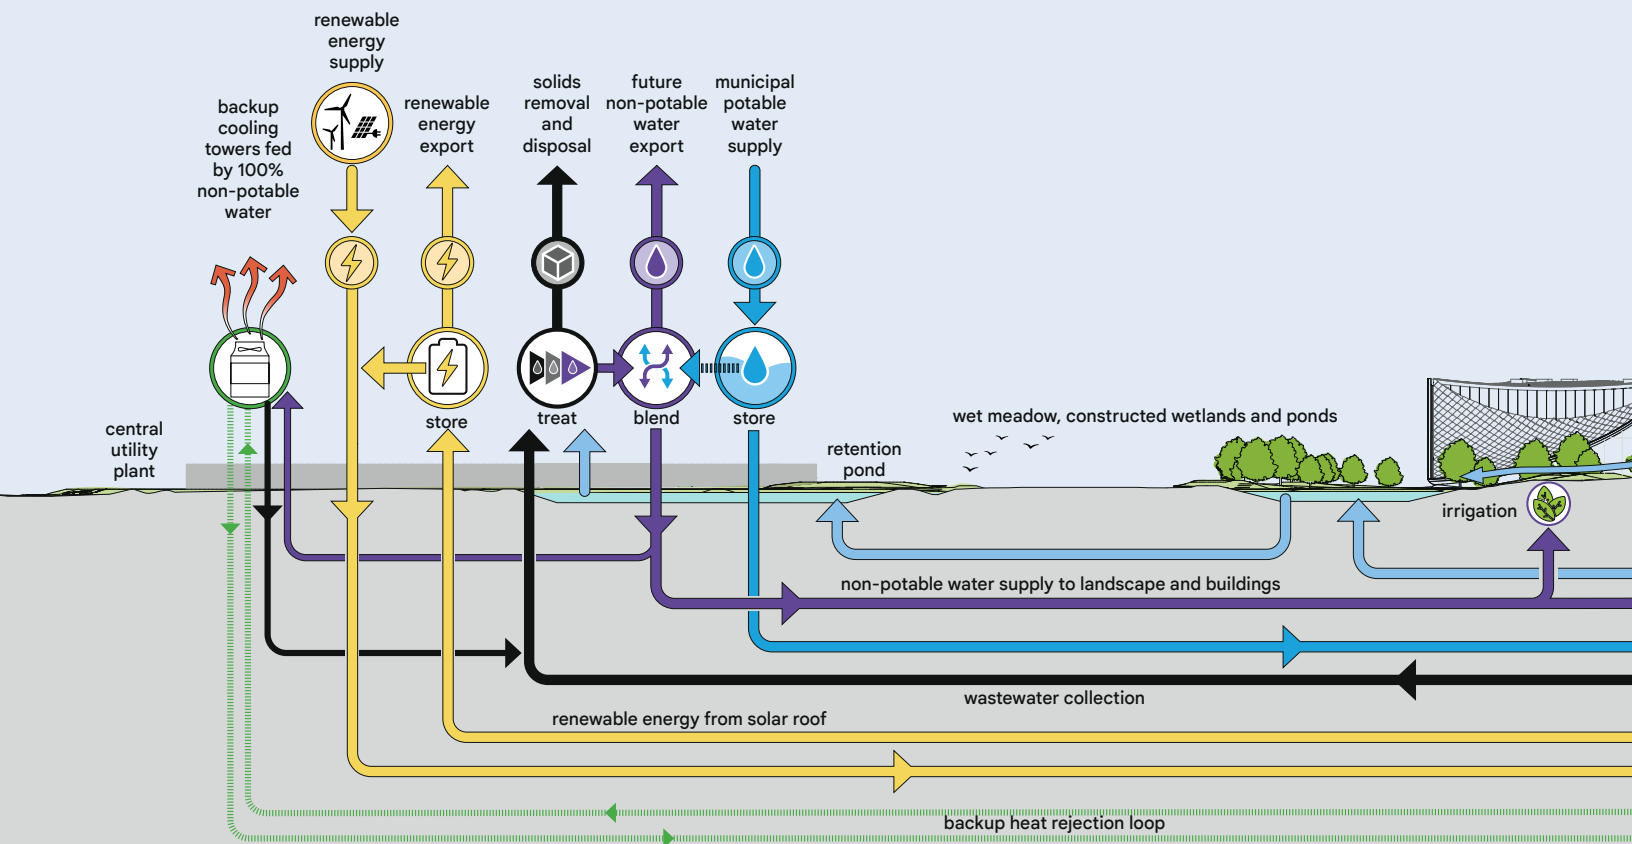 renewable
energy
supply
backup
cooling
towers fed
by 100%
non-potable
water
renewable
energy
export
solids
removal
and
disposal
future
non-potable
water
export
municipal
potable
water
supply
store
treat
blend
store
central
utility
plant
retention
pond
wet meadow, constructed wetlands and ponds
irrigation
non-potable water supply to landscape and buildings
wastewater collection
renewable energy from solar roof
backup heat rejection loop